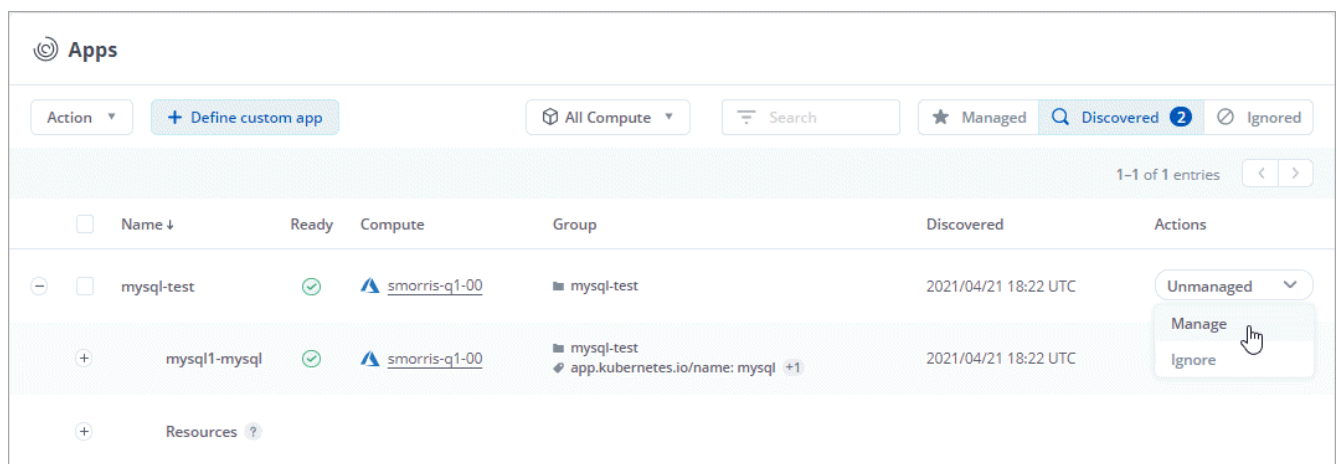 Apps
Action + Define custom app All Compute Search Managed Discovered 2 Ignored
1–1 of 1 entries
Name Ready Compute Group Discovered Actions
mysql-test smorris-q1-00 mysql-test 2021/04/21 18:22 UTC Unmanaged
Manage
mysql1-mysql smorris-q1-00 mysql-test 2021/04/21 18:22 UTC
app.kubernetes.io/name: mysql +1
Ignore
Resources ?